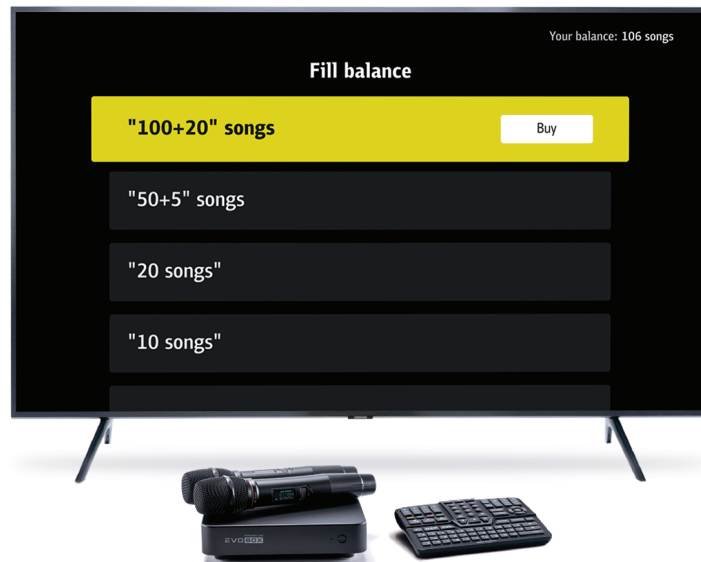 Your balance: 106 songs
Fill balance
"100+20" songs
Buy
"50+5" songs
"20 songs"
"10 songs"
EVOBOX